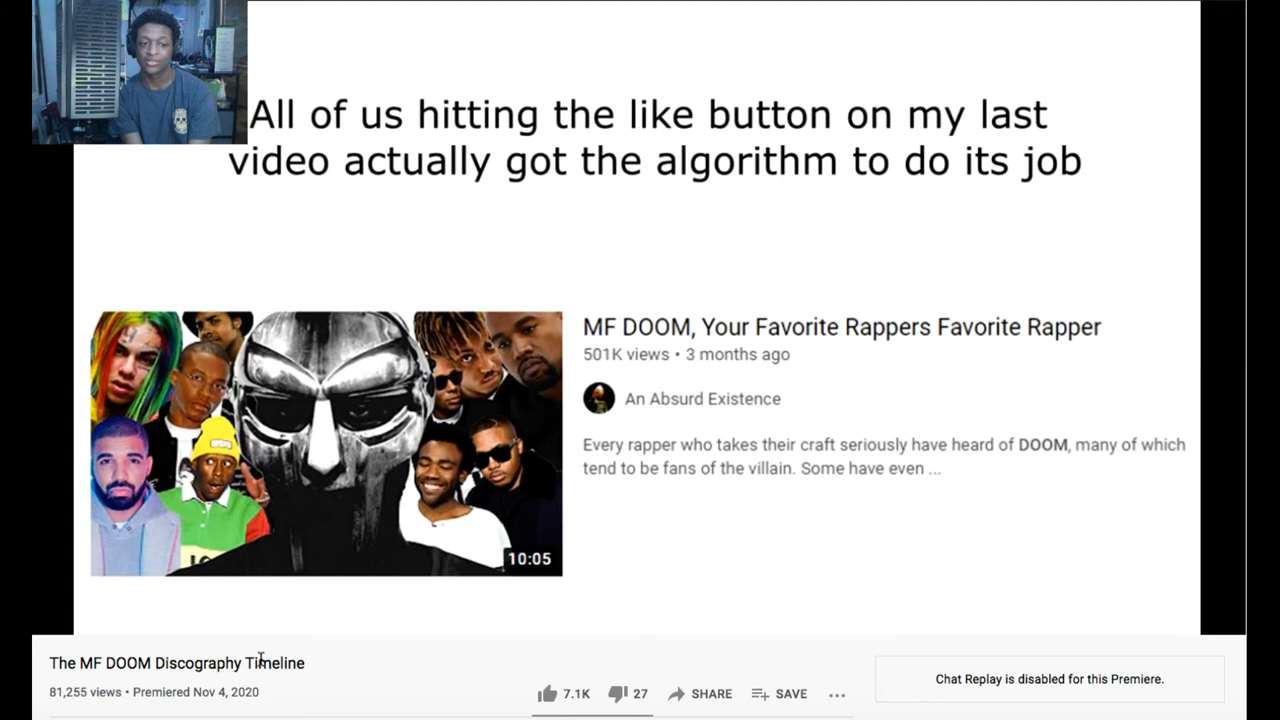 All of us hitting the like button on my last
video actually got the algorithm to do its job
MF DOOM, Your Favorite Rappers Favorite Rapper
501K views • 3 months ago
An Absurd Existence
Every rapper who takes their craft seriously have heard of DOOM, many of which
tend to be fans of the villain. Some have even ...
10:05
The MF DOOM Discography Timeline
81,255 views • Premiered Nov 4, 2020
7.1K 27 SHARE SAVE
Chat Replay is disabled for this Premiere.